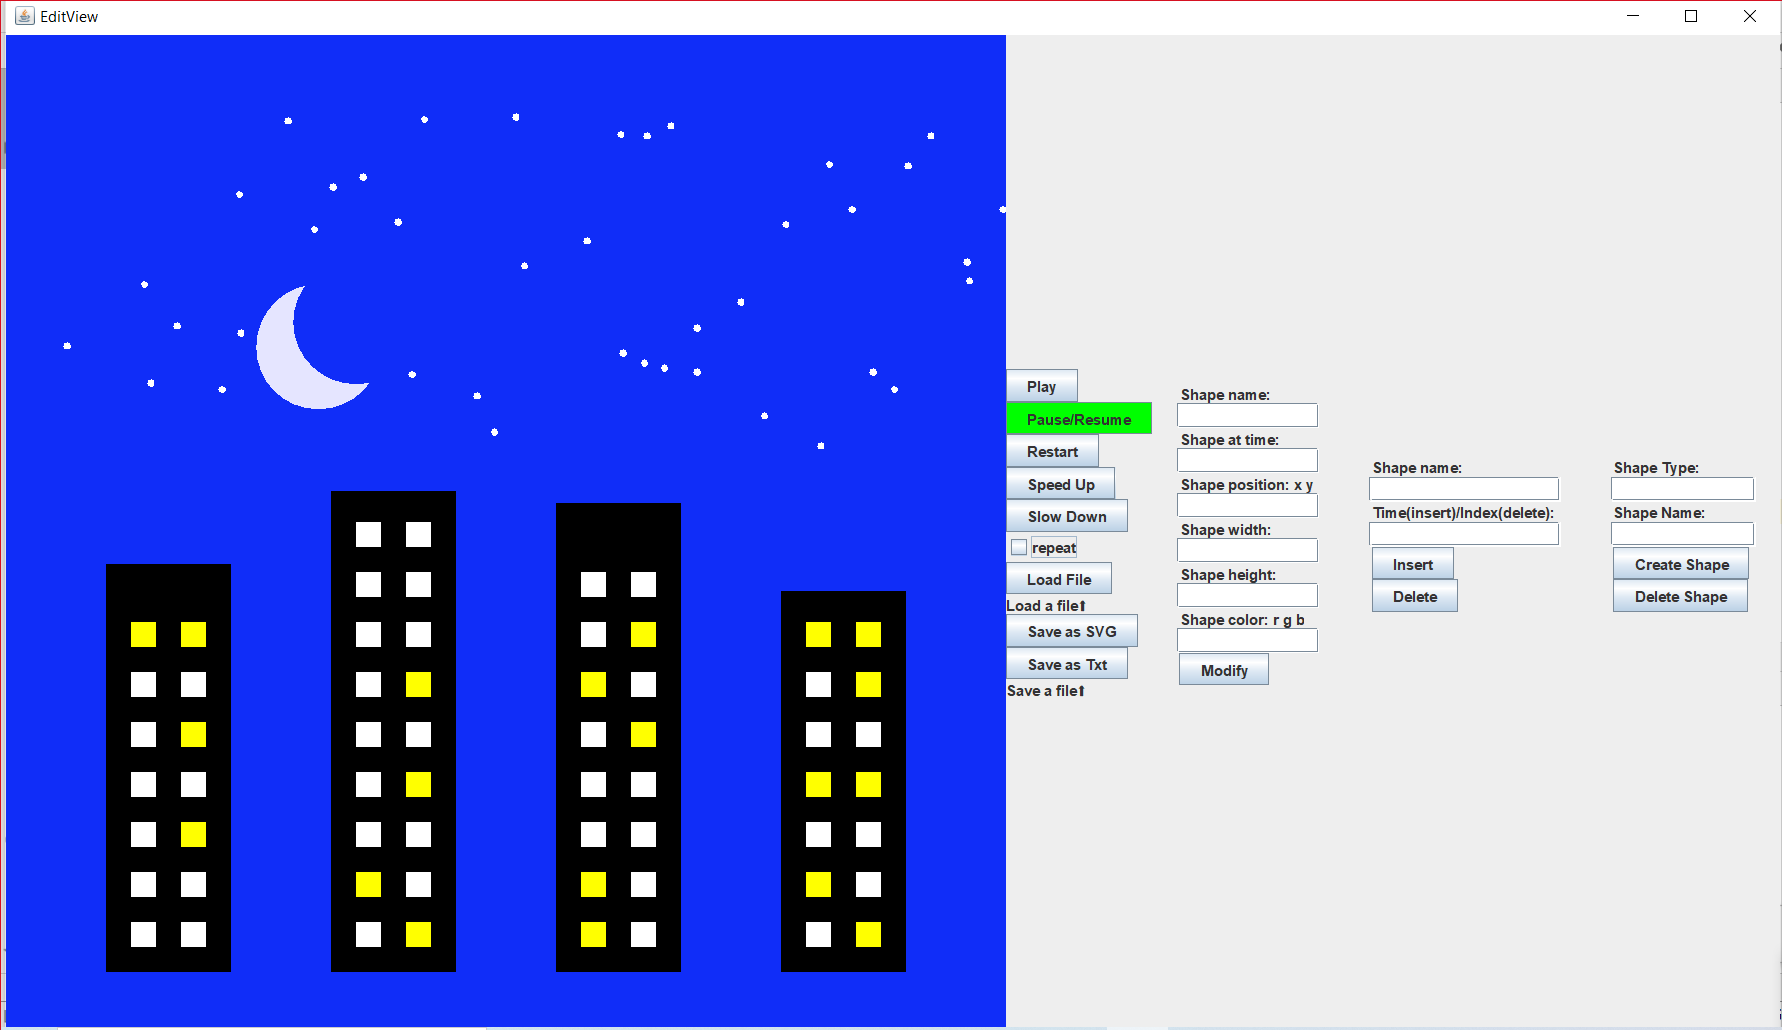 EditView
Play
Pause/Resume
Restart
Speed Up
Slow Down
repeat
Load File
Load a file⬆
Save as SVG
Save as Txt
Save a file⬆
Shape name:
Shape at time:
Shape position: x y
Shape width:
Shape height:
Shape color: r g b
Modify
Shape name:
Time(insert)/Index(delete):
Insert
Delete
Shape Type:
Shape Name:
Create Shape
Delete Shape